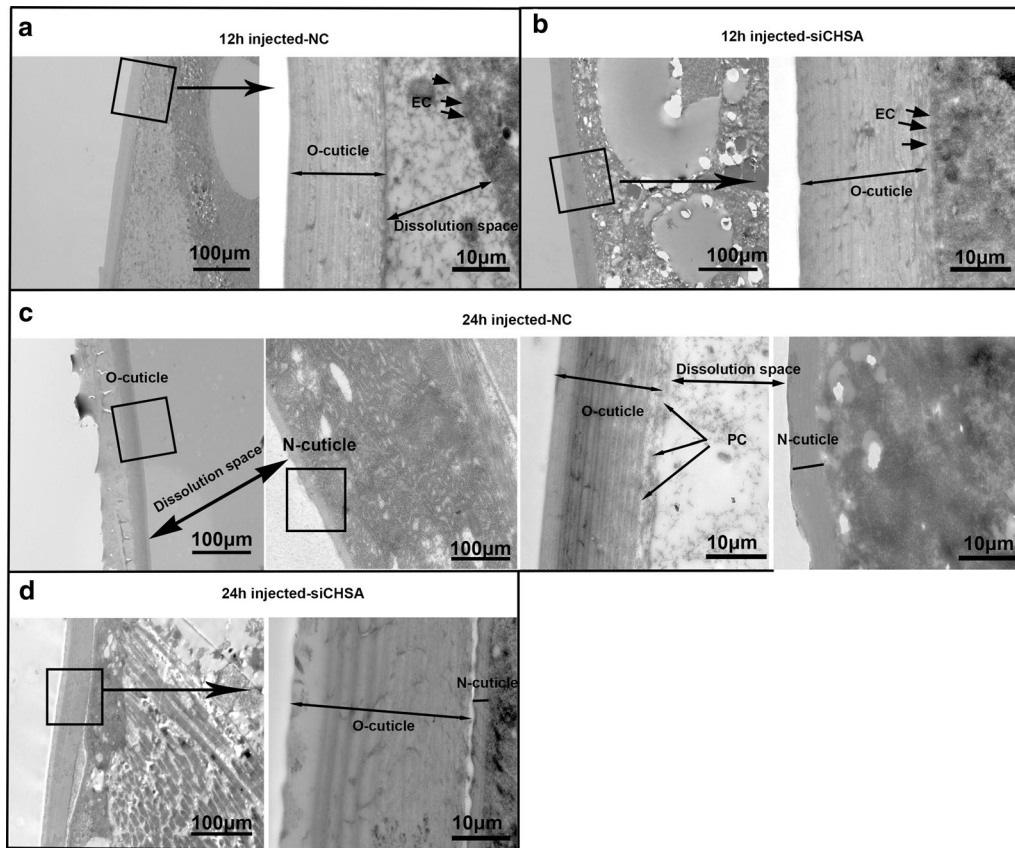 a
12h injected-NC
EC
O-cuticle
Dissolution space
100μm
10μm
b
12h injected-siCHSA
EC
O-cuticle
100μm
10μm
c
24h injected-NC
O-cuticle
Dissolution space
100μm
N-cuticle
100μm
Dissolution space
O-cuticle
PC
10μm
N-cuticle
10μm
d
24h injected-siCHSA
100μm
N-cuticle
O-cuticle
10μm